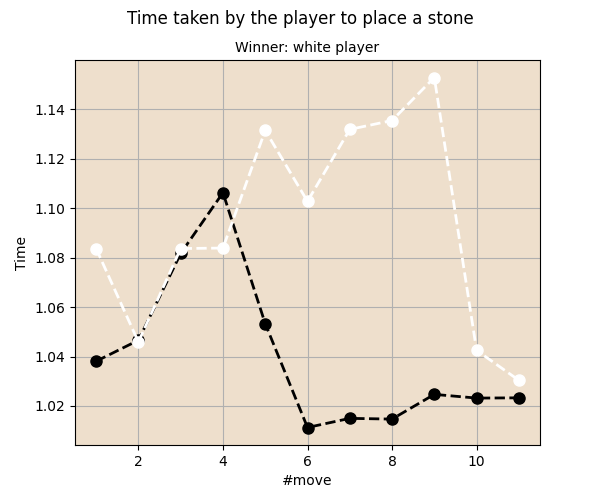 Time taken by the player to place a stone
Winner: white player
1.14
1.12
1.10
1.08
1.06
1.04
1.02
Time
2 4 6 8 10
#move